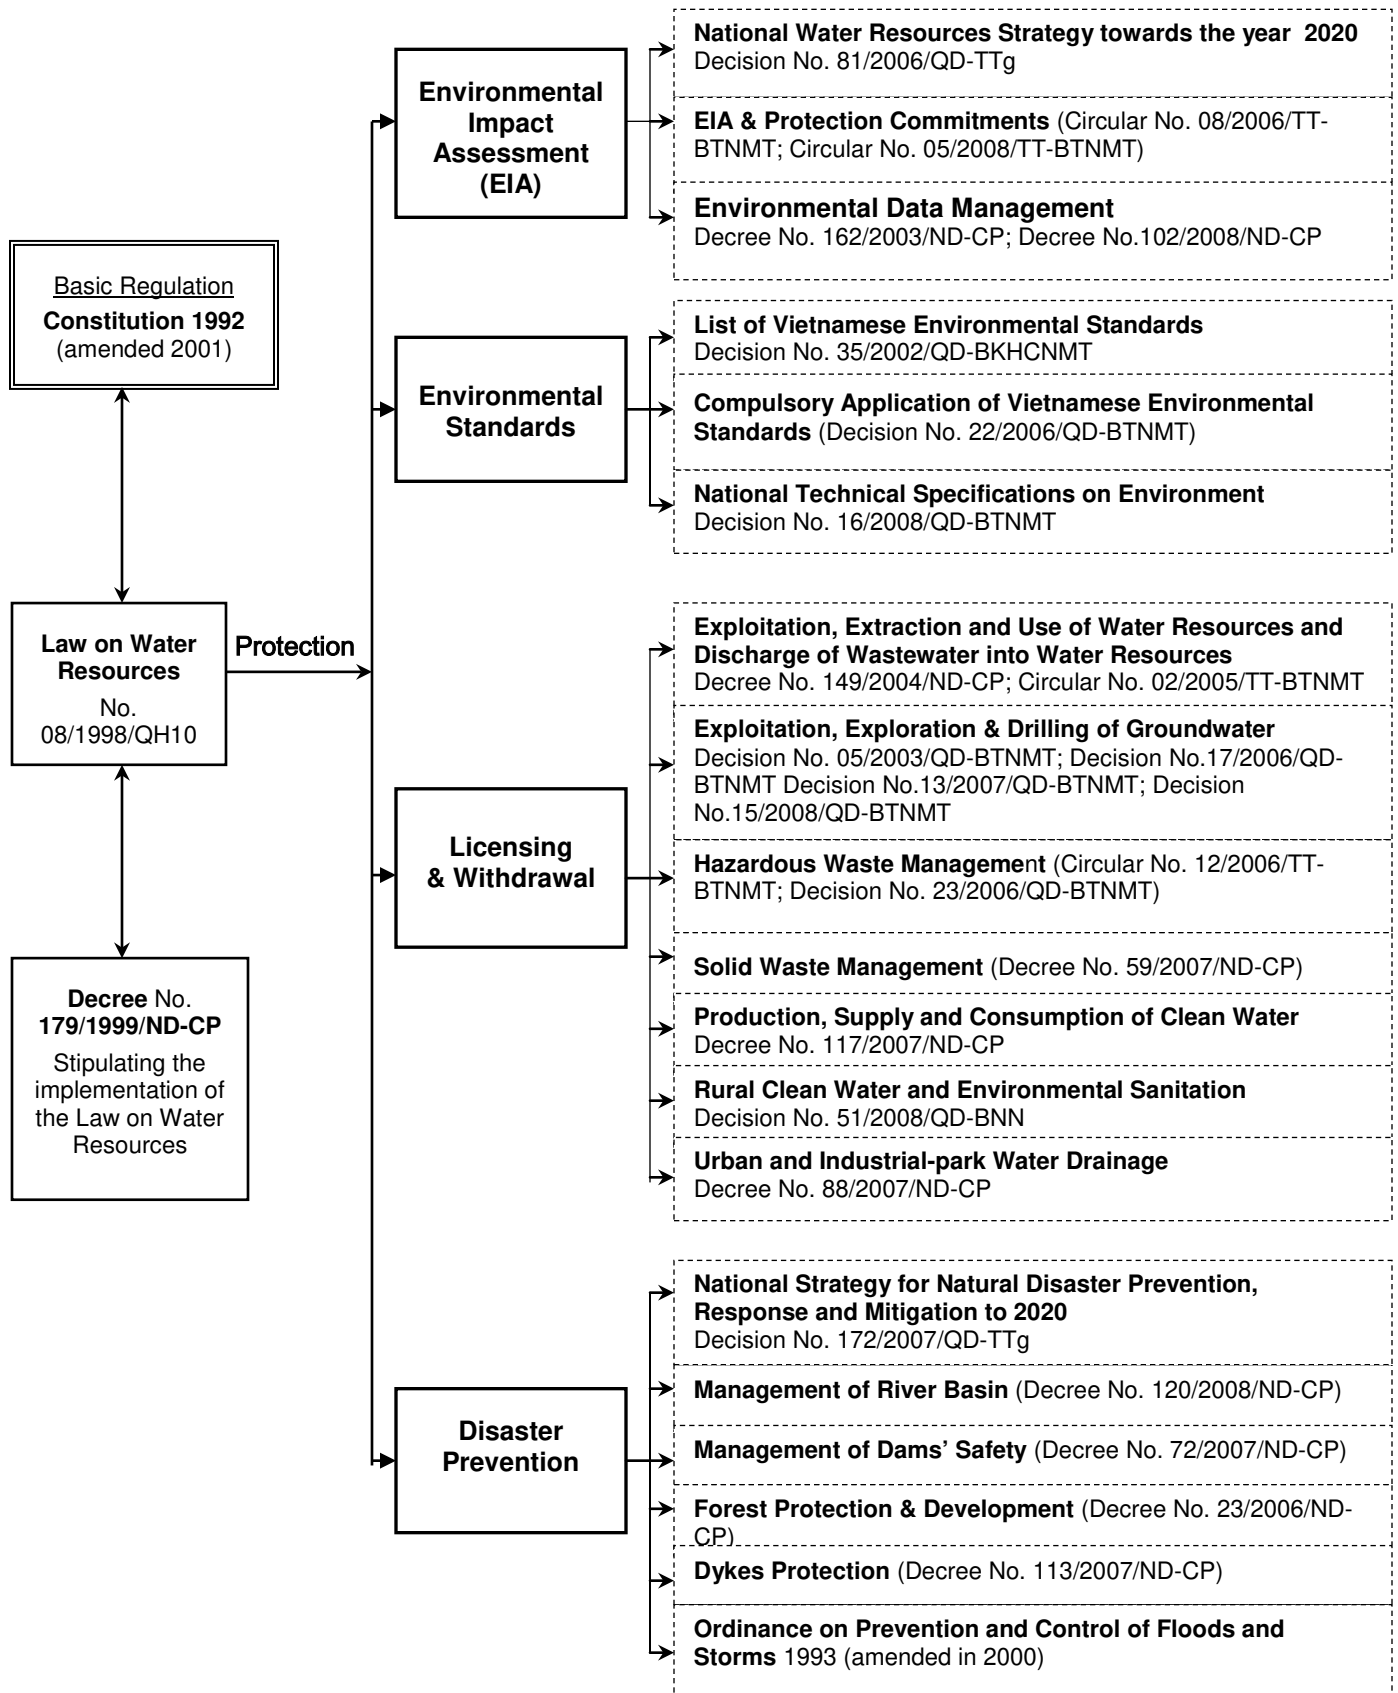 Basic Regulation
Constitution 1992
(amended 2001)
Law on Water
Resources
No.
08/1998/QH10
Decree No.
179/1999/ND-CP
Stipulating the
implementation of
the Law on Water
Resources
Protection
Environmental
Impact
Assessment
(EIA)
National Water Resources Strategy towards the year 2020
Decision No. 81/2006/QD-TTg
EIA & Protection Commitments (Circular No. 08/2006/TT-
BTNMT; Circular No. 05/2008/TT-BTNMT)
Environmental Data Management
Decree No. 162/2003/ND-CP; Decree No.102/2008/ND-CP
Environmental
Standards
List of Vietnamese Environmental Standards
Decision No. 35/2002/QD-BKHCNMT
Compulsory Application of Vietnamese Environmental
Standards (Decision No. 22/2006/QD-BTNMT)
National Technical Specifications on Environment
Decision No. 16/2008/QD-BTNMT
Licensing
& Withdrawal
Exploitation, Extraction and Use of Water Resources and
Discharge of Wastewater into Water Resources
Decree No. 149/2004/ND-CP; Circular No. 02/2005/TT-BTNMT
Exploitation, Exploration & Drilling of Groundwater
Decision No. 05/2003/QD-BTNMT; Decision No.17/2006/QD-
BTNMT Decision No.13/2007/QD-BTNMT; Decision
No.15/2008/QD-BTNMT
Hazardous Waste Management (Circular No. 12/2006/TT-
BTNMT; Decision No. 23/2006/QD-BTNMT)
Solid Waste Management (Decree No. 59/2007/ND-CP)
Production, Supply and Consumption of Clean Water
Decree No. 117/2007/ND-CP
Rural Clean Water and Environmental Sanitation
Decision No. 51/2008/QD-BNN
Urban and Industrial-park Water Drainage
Decree No. 88/2007/ND-CP
Disaster
Prevention
National Strategy for Natural Disaster Prevention,
Response and Mitigation to 2020
Decision No. 172/2007/QD-TTg
Management of River Basin (Decree No. 120/2008/ND-CP)
Management of Dams' Safety (Decree No. 72/2007/ND-CP)
Forest Protection & Development (Decree No. 23/2006/ND-
CP)
Dykes Protection (Decree No. 113/2007/ND-CP)
Ordinance on Prevention and Control of Floods and
Storms 1993 (amended in 2000)